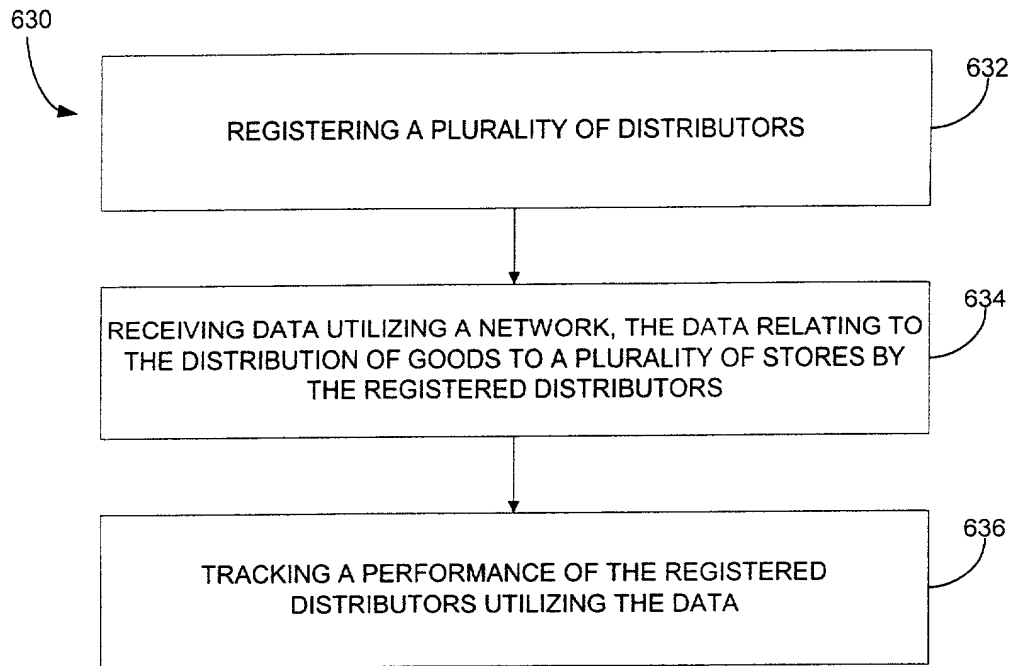 630
632
REGISTERING A PLURALITY OF DISTRIBUTORS
634
RECEIVING DATA UTILIZING A NETWORK, THE DATA RELATING TO
THE DISTRIBUTION OF GOODS TO A PLURALITY OF STORES BY
THE REGISTERED DISTRIBUTORS
636
TRACKING A PERFORMANCE OF THE REGISTERED
DISTRIBUTORS UTILIZING THE DATA